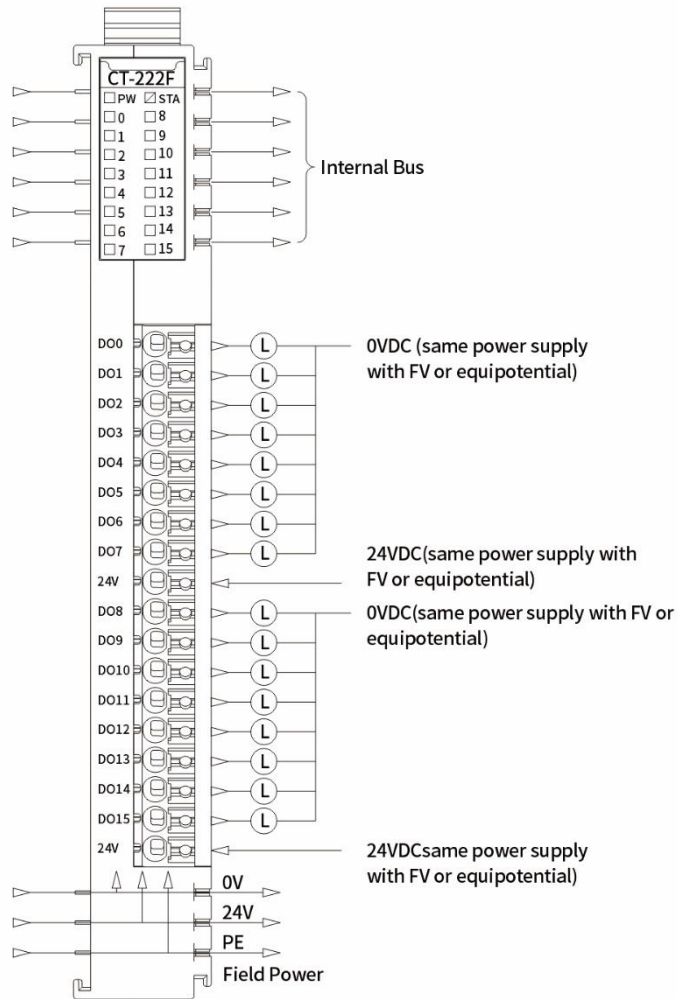 CT-222F
PW STA
0 8
1 9
2 10
3 11
4 12
5 13
6 14
7 15
Internal Bus
DO0 L 0VDC (same power supply
with FV or equipotential)
DO1 L
DO2 L
DO3 L
DO4 L
DO5 L
DO6 L
DO7 L 24VDC(same power supply with
24V FV or equipotential)
DO8 L 0VDC(same power supply with FV or
equipotential)
DO9 L
DO10 L
DO11 L
DO12 L
DO13 L
DO14 L
DO15 L
24V 24VDCsame power supply
with FV or equipotential)
0V
24V
PE
Field Power